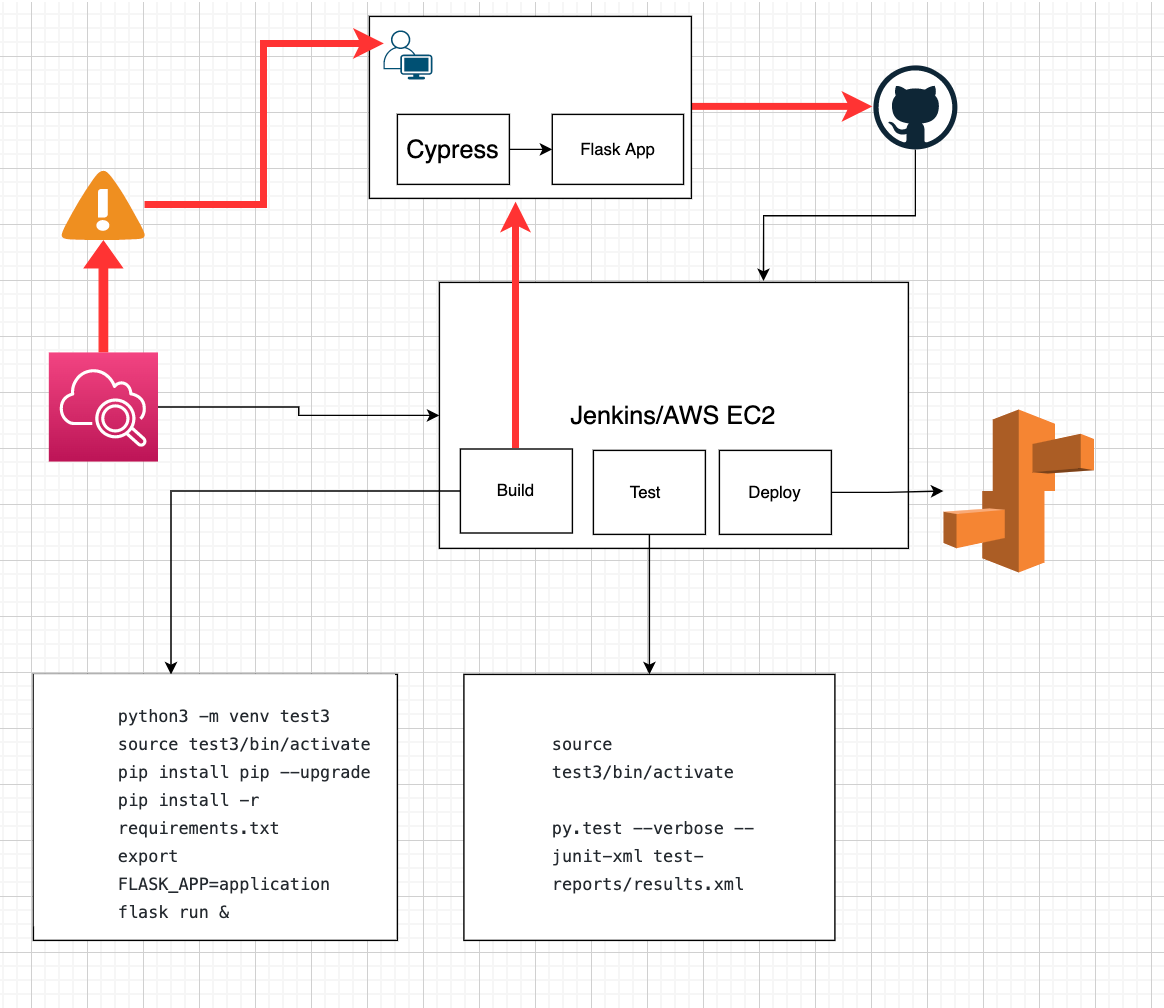 Cypress
Flask App
Jenkins/AWS EC2
Build
Test
Deploy
python3 -m venv test3
source test3/bin/activate
pip install pip --upgrade
pip install -r
requirements.txt
export
FLASK_APP=application
flask run &
source
test3/bin/activate
py.test --verbose --
junit-xml test-
reports/results.xml